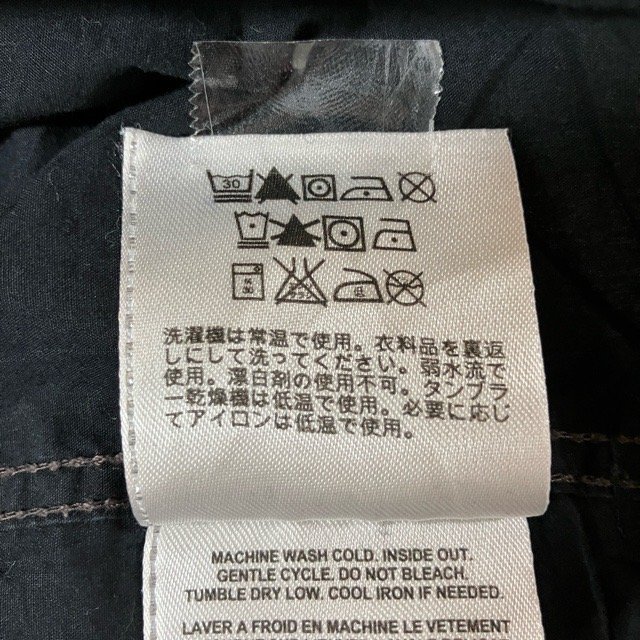 30
洗濯機は常温で使用。衣料品を裏返
しにして洗ってください。弱水流で
使用。漂白剤の使用不可。タンブラ
ー乾燥機は低温で使用。必要に応じ
てアイロンは低温で使用。
MACHINE WASH COLD. INSIDE OUT.
GENTLE CYCLE. DO NOT BLEACH.
TUMBLE DRY LOW. COOL IRON IF NEEDED.
LAVER A FROID EN MACHINE LE VETEMENT